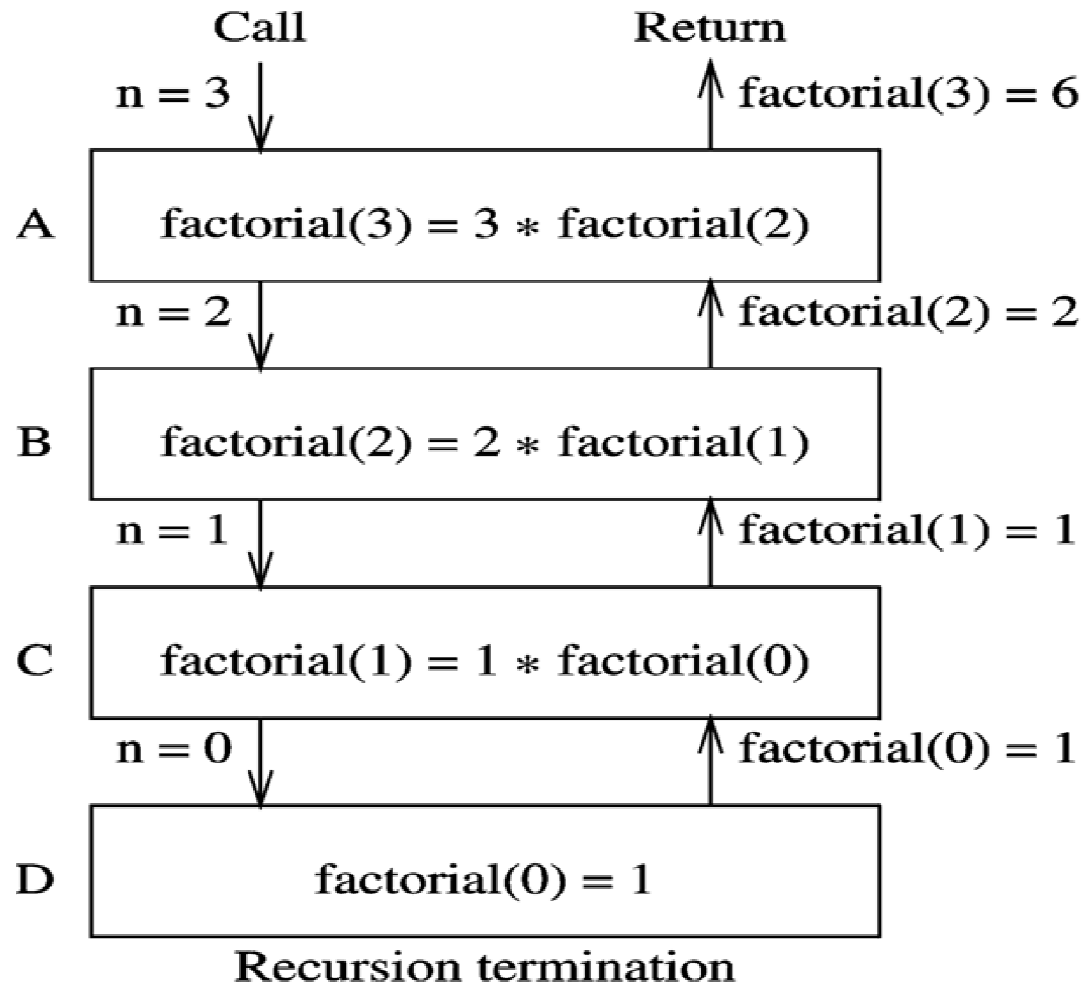 Call Return
n = 3 factorial(3) = 6
A factorial(3) = 3 * factorial(2)
n = 2 factorial(2) = 2
B factorial(2) = 2 * factorial(1)
n = 1 factorial(1) = 1
C factorial(1) = 1 * factorial(0)
n = 0 factorial(0) = 1
D factorial(0) = 1
Recursion termination